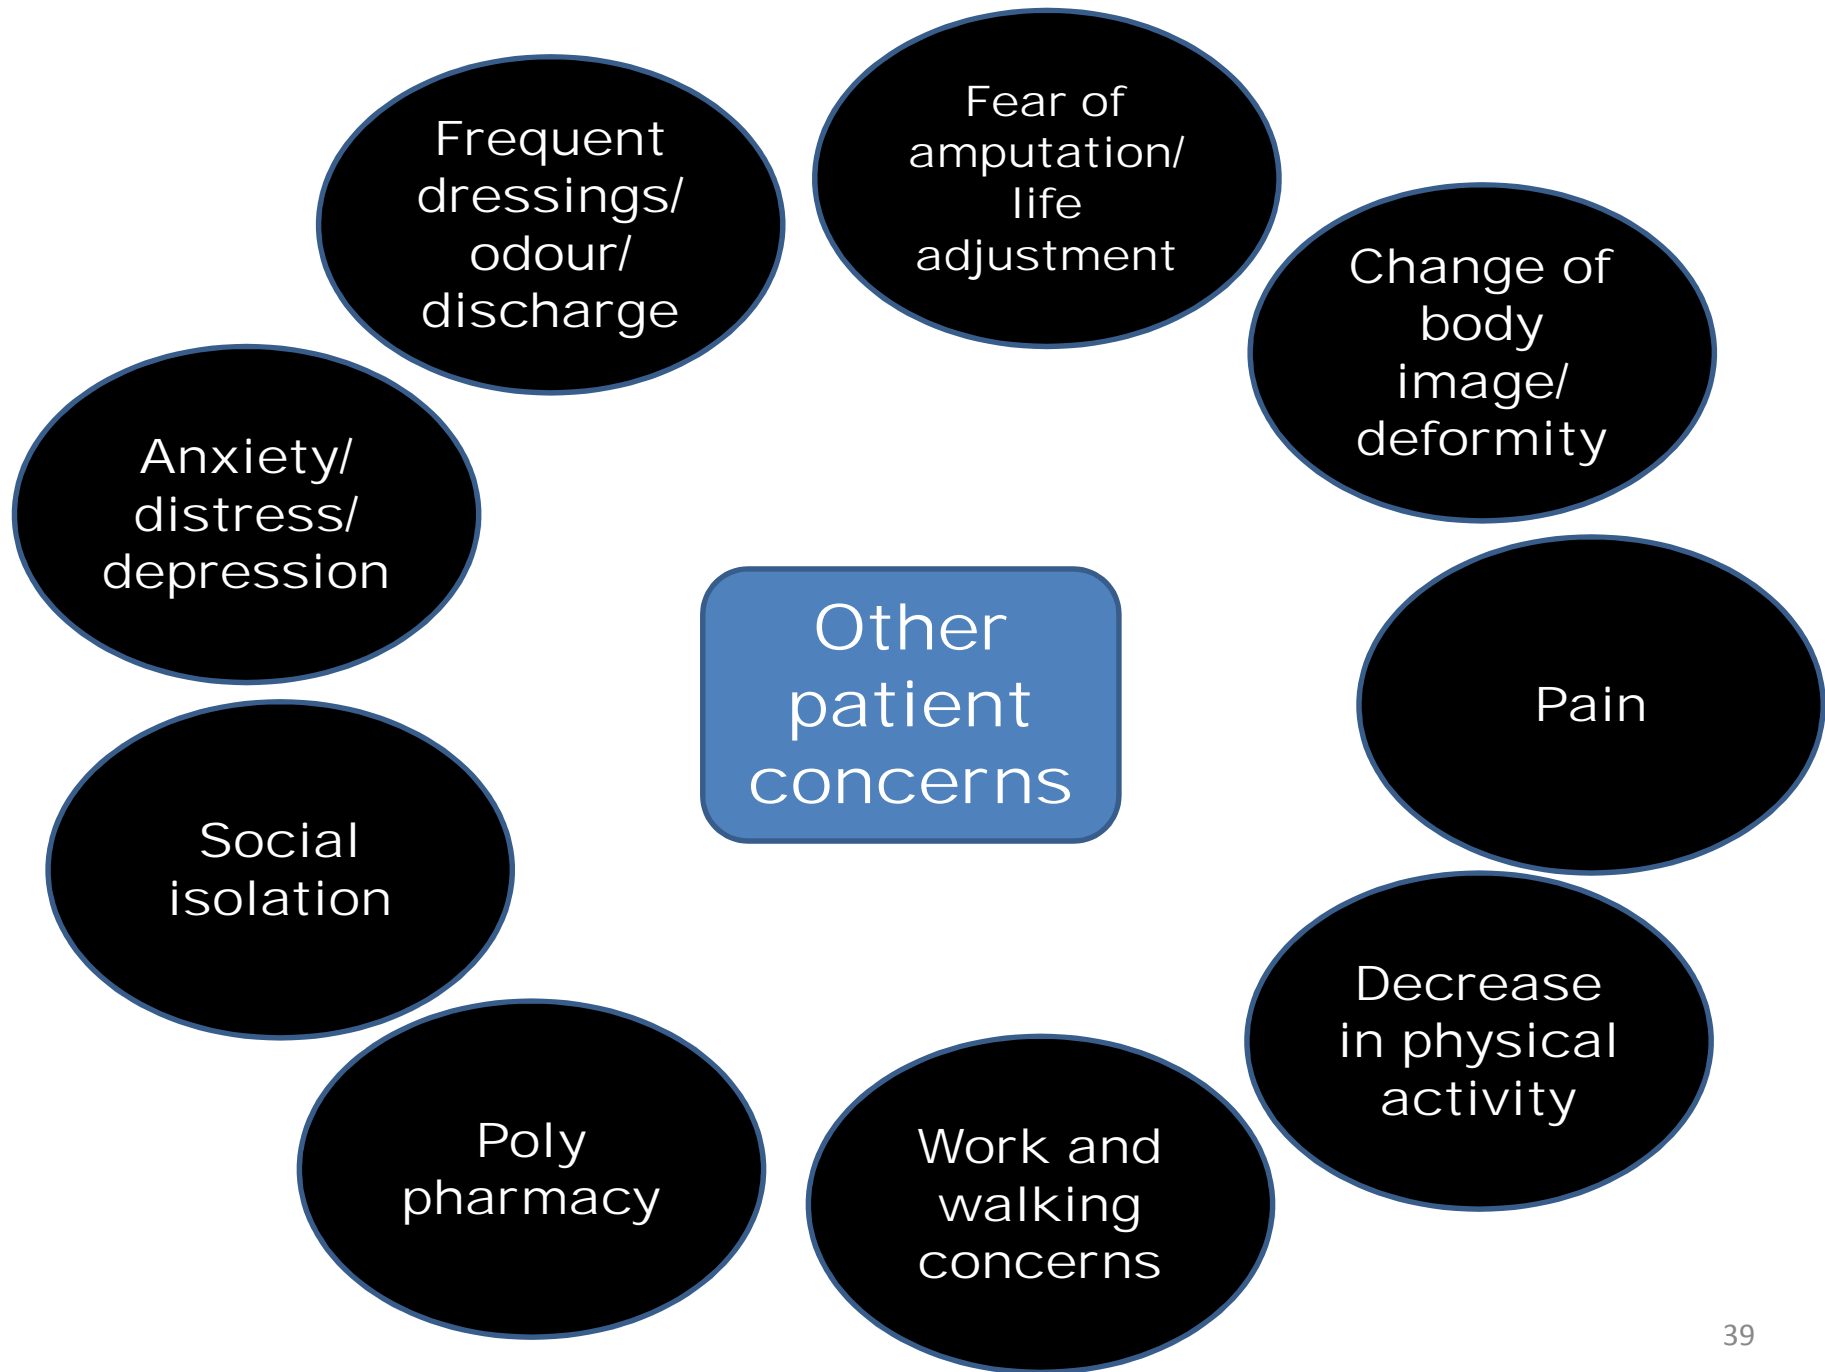 Fear of
amputation/
life
adjustment
Change of
body
image/
deformity
Pain
Decrease
in physical
activity
Work and
walking
concerns
Poly
pharmacy
Social
isolation
Anxiety/
distress/
depression
Frequent
dressings/
odour/
discharge
Other
patient
concerns
39